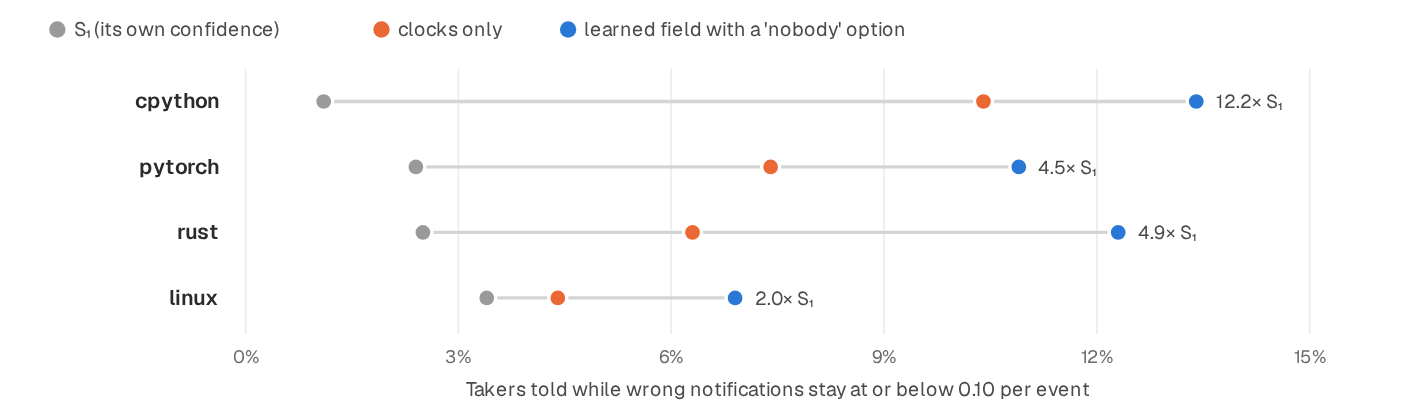 S₁ (its own confidence) clocks only learned field with a 'nobody' option
cpython 12.2× S₁
pytorch 4.5× S₁
rust 4.9× S₁
linux 2.0× S₁
0% 3% 6% 9% 12% 15%
Takers told while wrong notifications stay at or below 0.10 per event